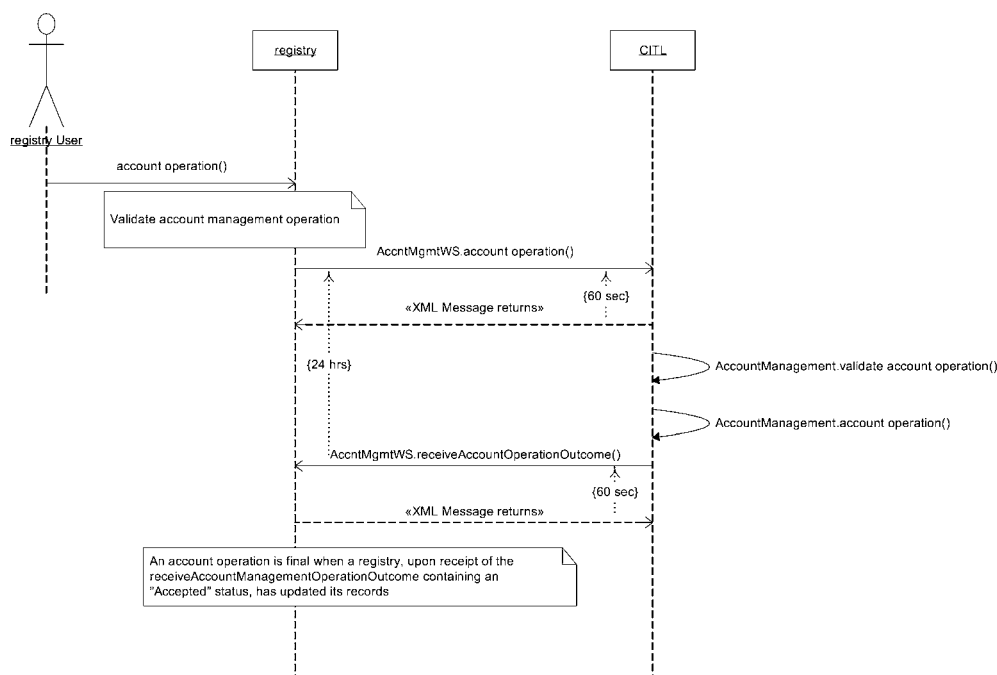 registry
CITL
registry User
account operation()
Validate account management operation
AccntMgmtWS.account operation()
{60 sec}
«XML Message returns»
{24 hrs}
AccountManagement.validate account operation()
AccountManagement.account operation()
AccntMgmtWS.receiveAccountOperationOutcome()
{60 sec}
«XML Message returns»
An account operation is final when a registry, upon receipt of the
receiveAccountManagementOperationOutcome containing an
"Accepted" status, has updated its records